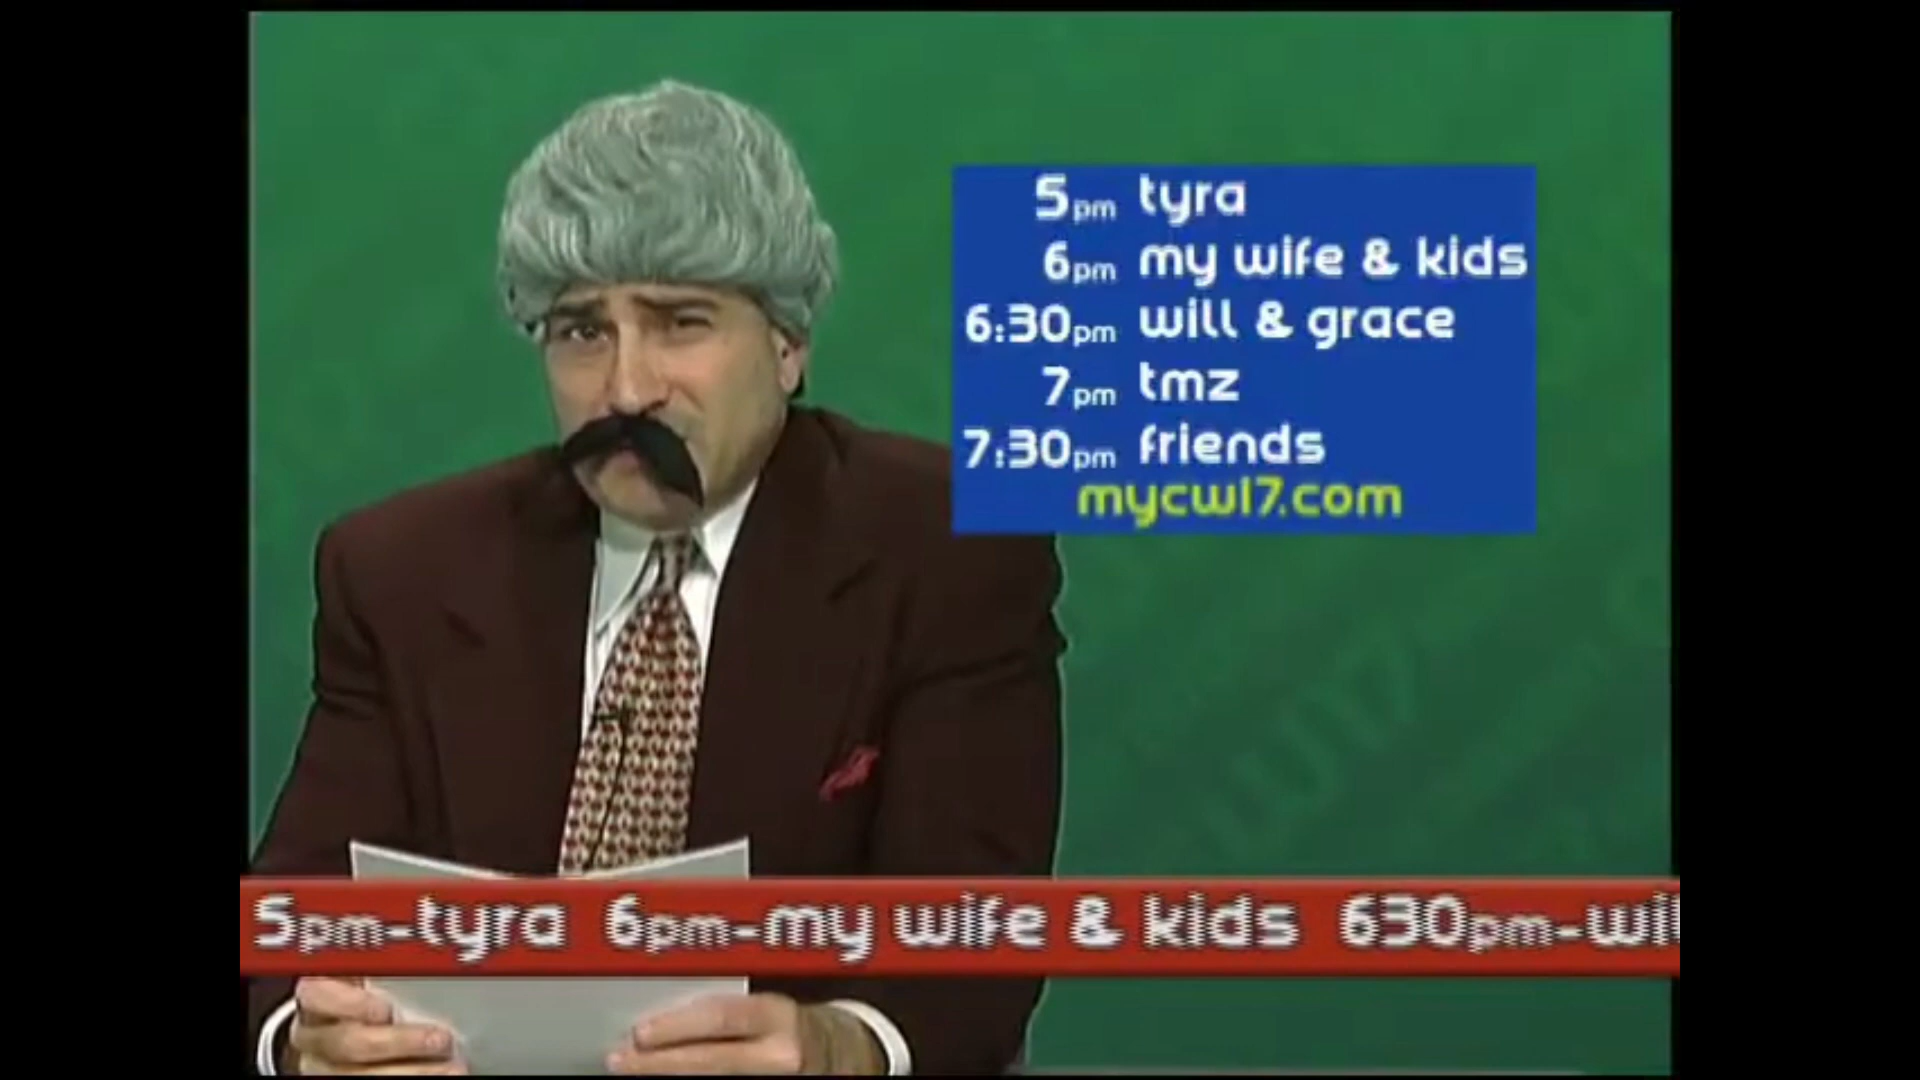 5pm tyra
6pm my wife & kids
6:30pm will & grace
7pm tmz
7:30pm friends
mycw17.com
5pm-tyra 6pm-my wife & kids 630pm-wil